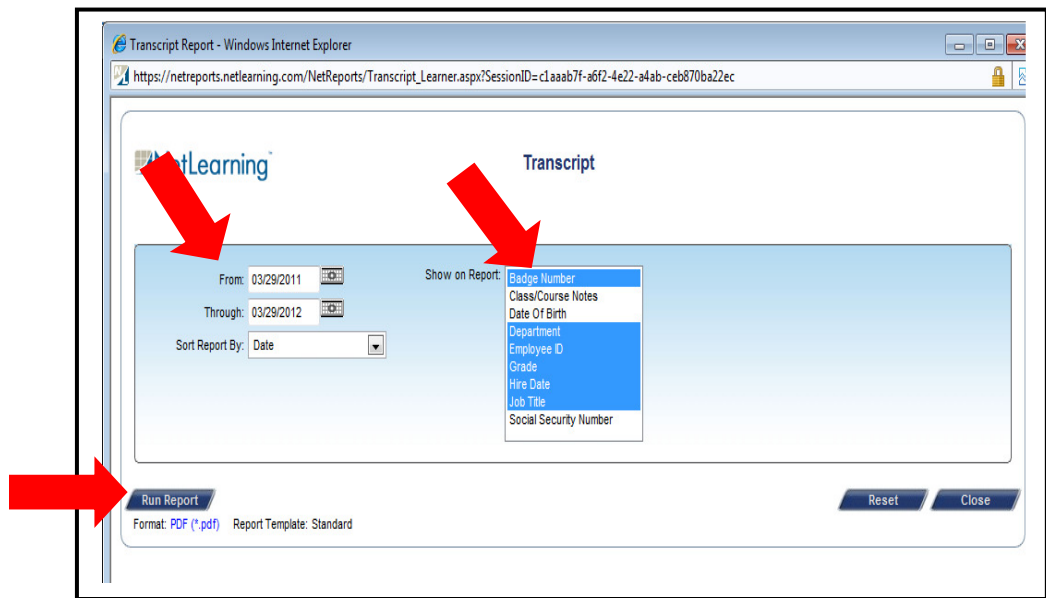 Transcript Report - Windows Internet Explorer
https://netreports.netlearning.com/NetReports/Transcript_Learner.aspx?SessionID=c1aaab7f-a6f2-4e22-a4ab-ceb870ba22ec
Transcript
From: 03/29/2011
Through: 03/29/2012
Sort Report By: Date
Show on Report:
Badge Number
Class/Course Notes
Date Of Birth
Department
Employee ID
Grade
Hire Date
Job Title
Social Security Number
Run Report
Reset
Close
Format: PDF (*.pdf) Report Template: Standard